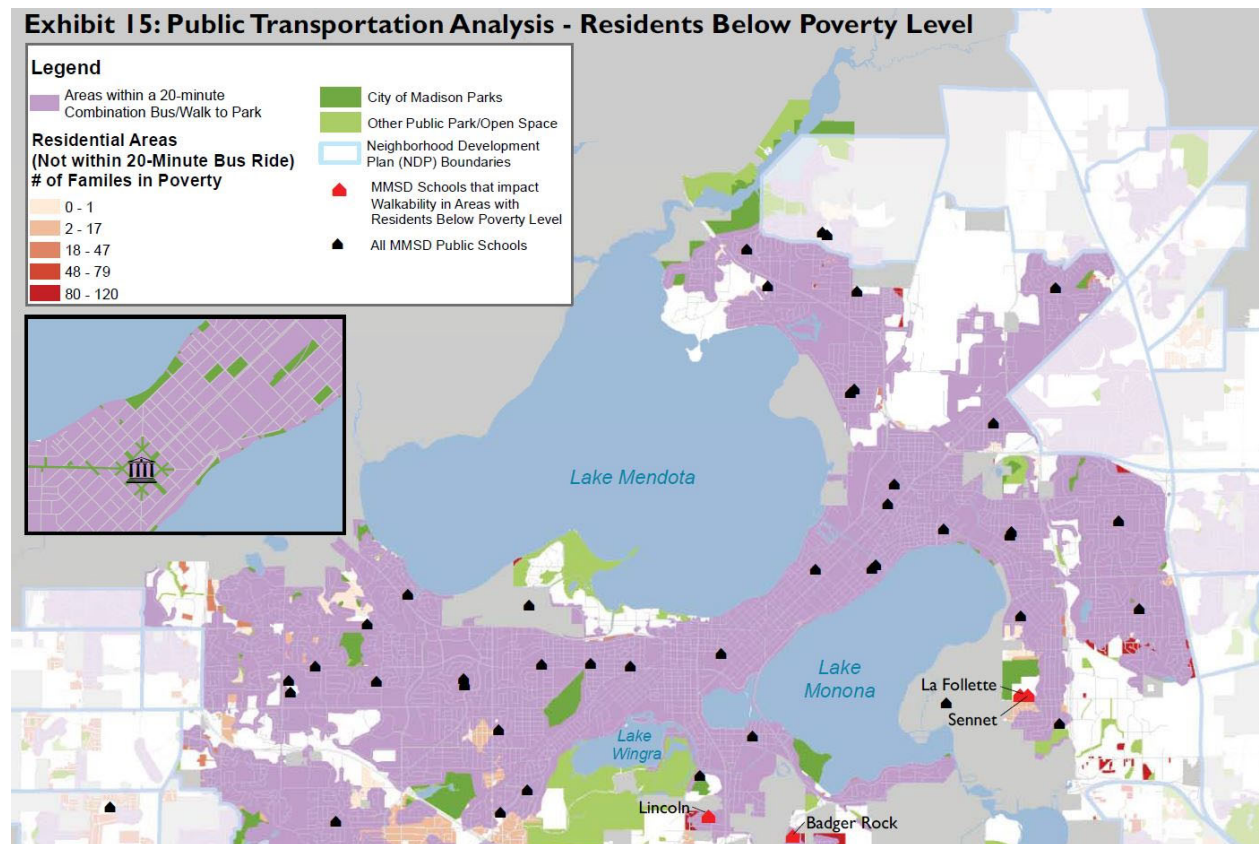 Exhibit 15: Public Transportation Analysis - Residents Below Poverty Level
Legend
Areas within a 20-minute
Combination Bus/Walk to Park
Residential Areas
(Not within 20-Minute Bus Ride)
# of Familes in Poverty
0 - 1
2 - 17
18 - 47
48 - 79
80 - 120
City of Madison Parks
Other Public Park/Open Space
Neighborhood Development
Plan (NDP) Boundaries
MMSD Schools that impact
Walkability in Areas with
Residents Below Poverty Level
All MMSD Public Schools
Lake Mendota
Lake
Monona
La Follette
Sennet
Lake
Wingra
Lincoln
Badger Rock